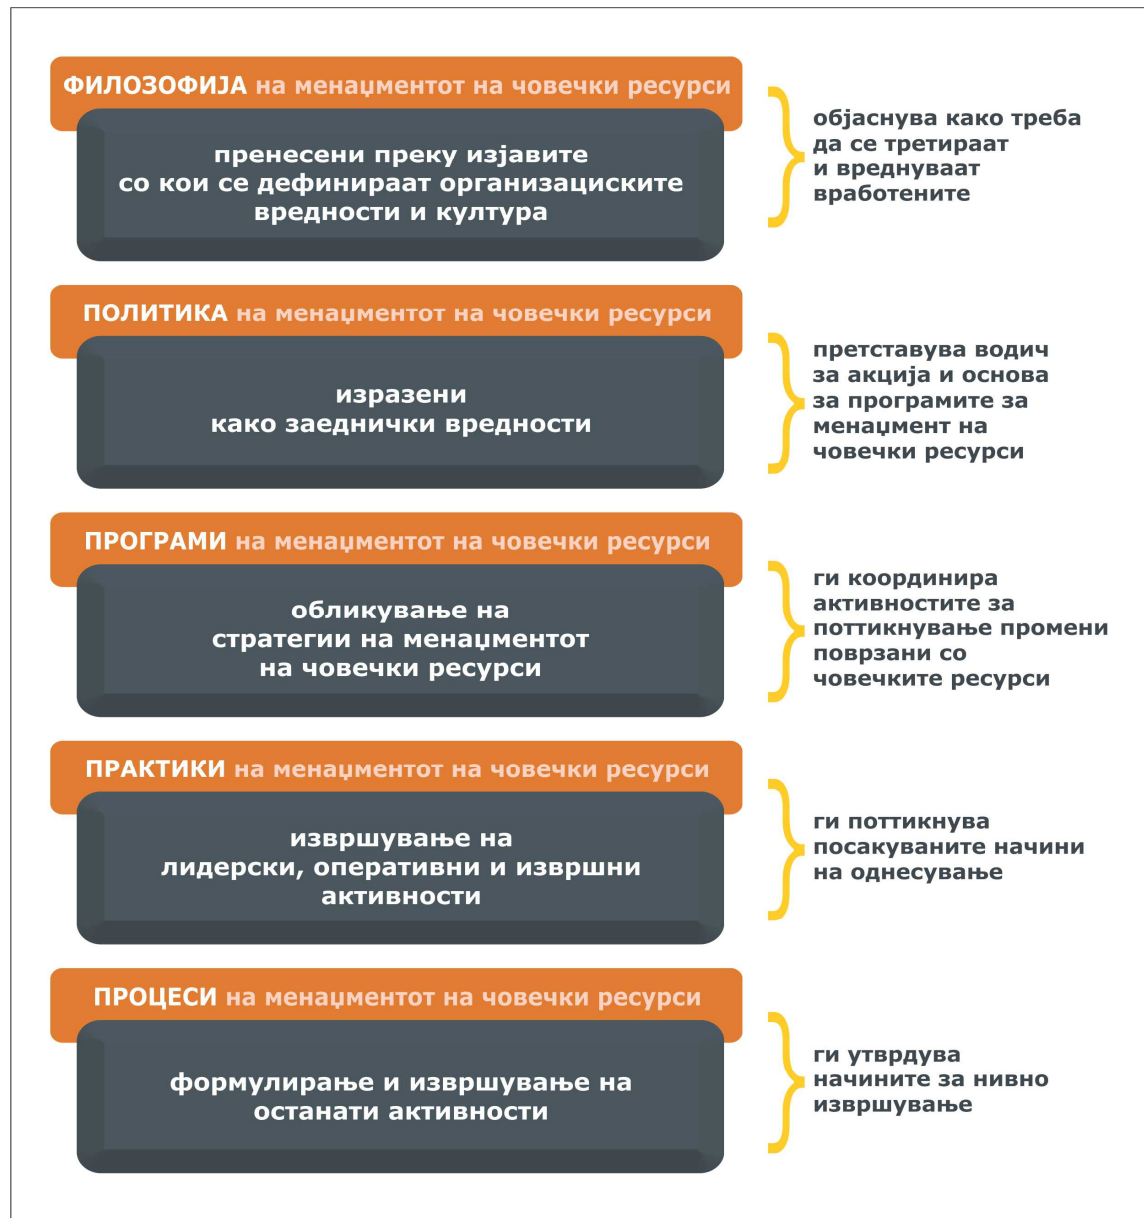 ФИЛОЗОФИЈА на менаџментот на човечки ресурси
пренесени преку изјавите
со кои се дефинираат организациските
вредности и култура
објаснува како треба
да се третираат
и вреднуваат
вработените
ПОЛИТИКА на менаџментот на човечки ресурси
изразени
како заеднички вредности
претставува водич
за акција и основа
за програмите за
менаџмент на
човечки ресурси
ПРОГРАМИ на менаџментот на човечки ресурси
обликување на
стратегии на менаџментот
на човечки ресурси
ги координира
активностите за
поттикнување промени
поврзани со
човечките ресурси
ПРАКТИКИ на менаџментот на човечки ресурси
извршување на
лидерски, оперативни и извршни
активности
ги поттикнува
посакуваните начини
на однесување
ПРОЦЕСИ на менаџментот на човечки ресурси
формулирање и извршување на
останати активности
ги утврдува
начините за нивно
извршување